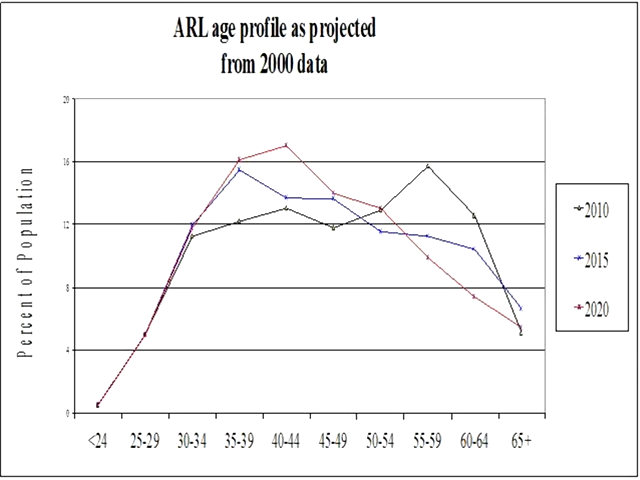 ARL age profile as projected
from 2000 data
Percent of Population
20
16
12
8
4
0
<24 25-29 30-34 35-39 40-44 45-49 50-54 55-59 60-64 65+
2010
2015
2020